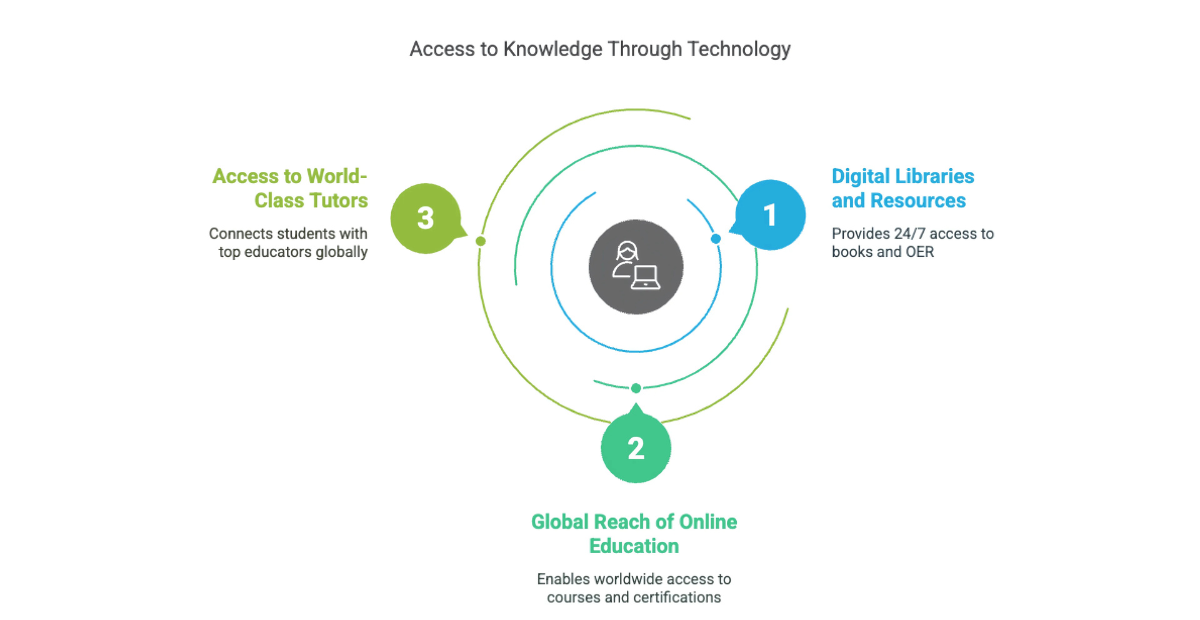 Access to Knowledge Through Technology
1
Digital Libraries
and Resources
Provides 24/7 access to
books and OER
2
Global Reach of Online
Education
Enables worldwide access to
courses and certifications
3
Access to World-
Class Tutors
Connects students with
top educators globally